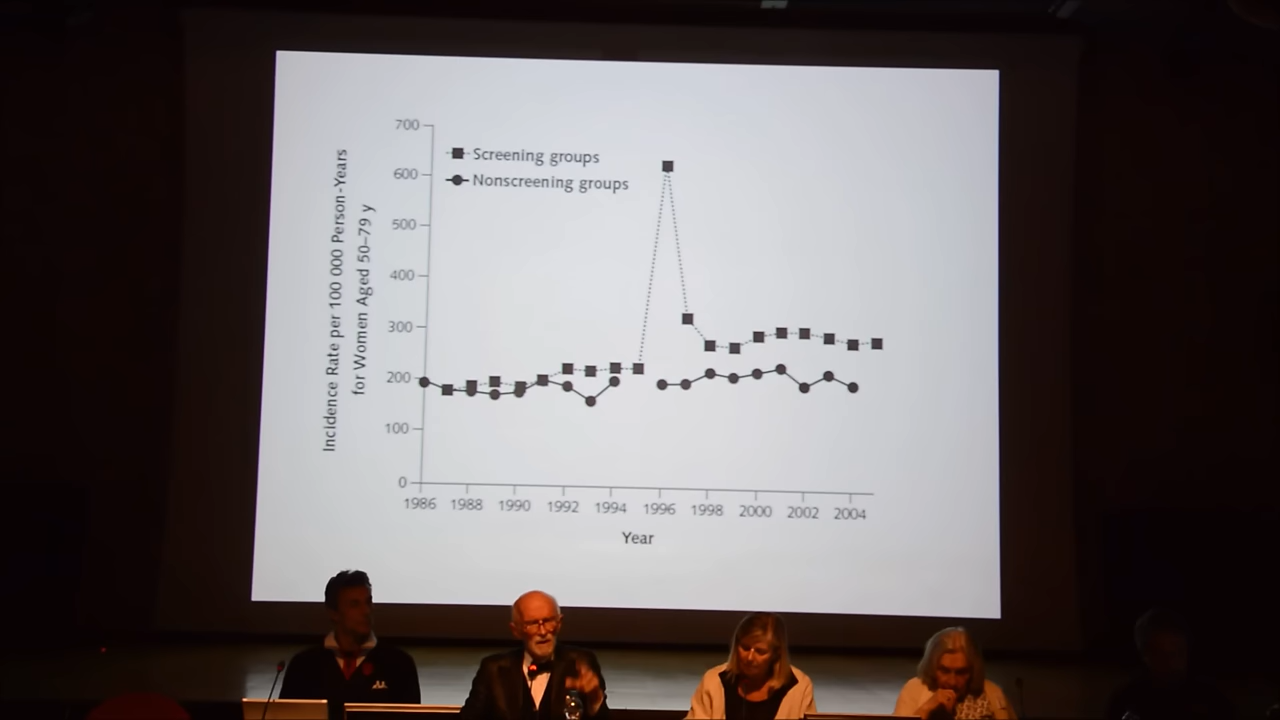 Incidence Rate per 100 000 Person-Years
for Women Aged 50–79 y
700
600
500
400
300
200
100
0
Screening groups
Nonscreening groups
1986 1988 1990 1992 1994 1996 1998 2000 2002 2004
Year